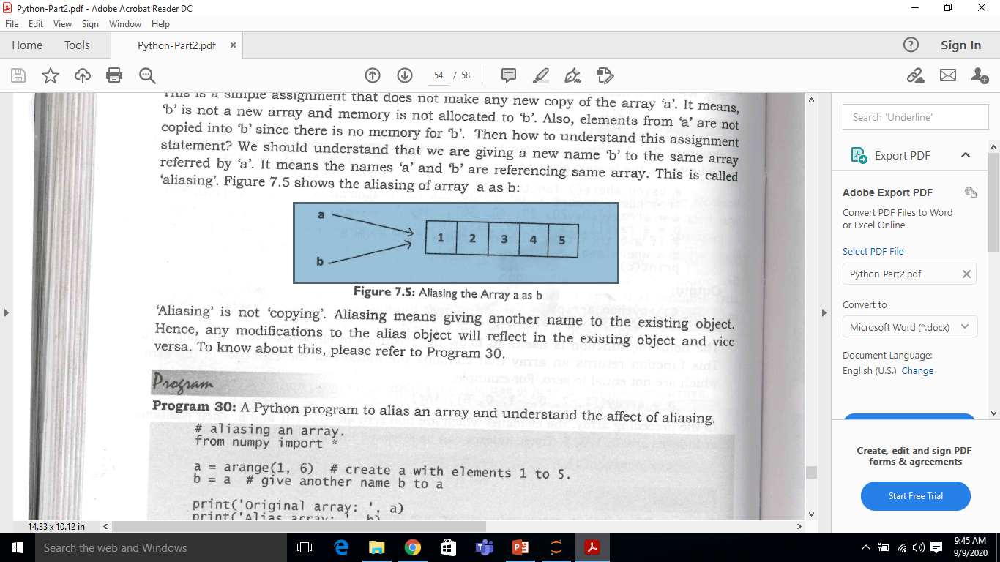 Python-Part2.pdf - Adobe Acrobat Reader DC
File Edit View Sign Window Help
Home Tools Python-Part2.pdf × Sign In
54 / 58
This is a simple assignment that does not make any new copy of the array ‘a’. It means,
‘b’ is not a new array and memory is not allocated to ‘b’. Also, elements from ‘a’ are not
copied into ‘b’ since there is no memory for ‘b’. Then how to understand this assignment
statement? We should understand that we are giving a new name ‘b’ to the same array
referred by ‘a’. It means the names ‘a’ and ‘b’ are referencing same array. This is called
‘aliasing’. Figure 7.5 shows the aliasing of array a as b:
a
1 2 3 4 5
b
Figure 7.5: Aliasing the Array a as b
‘Aliasing’ is not ‘copying’. Aliasing means giving another name to the existing object.
Hence, any modifications to the alias object will reflect in the existing object and vice
versa. To know about this, please refer to Program 30.
Program
Program 30: A Python program to alias an array and understand the affect of aliasing.
# aliasing an array.
from numpy import *
a = arange(1, 6) # create a with elements 1 to 5.
b = a # give another name b to a
print('Original array: ', a)
print('Alias array: ', b)
14.33 x 10.12 in
Search 'Underline'
Export PDF
Adobe Export PDF
Convert PDF Files to Word
or Excel Online
Select PDF File
Python-Part2.pdf
Convert to
Microsoft Word (*.docx)
Document Language:
English (U.S.) Change
Create, edit and sign PDF
forms & agreements
Start Free Trial
Search the web and Windows
9:45 AM
9/9/2020